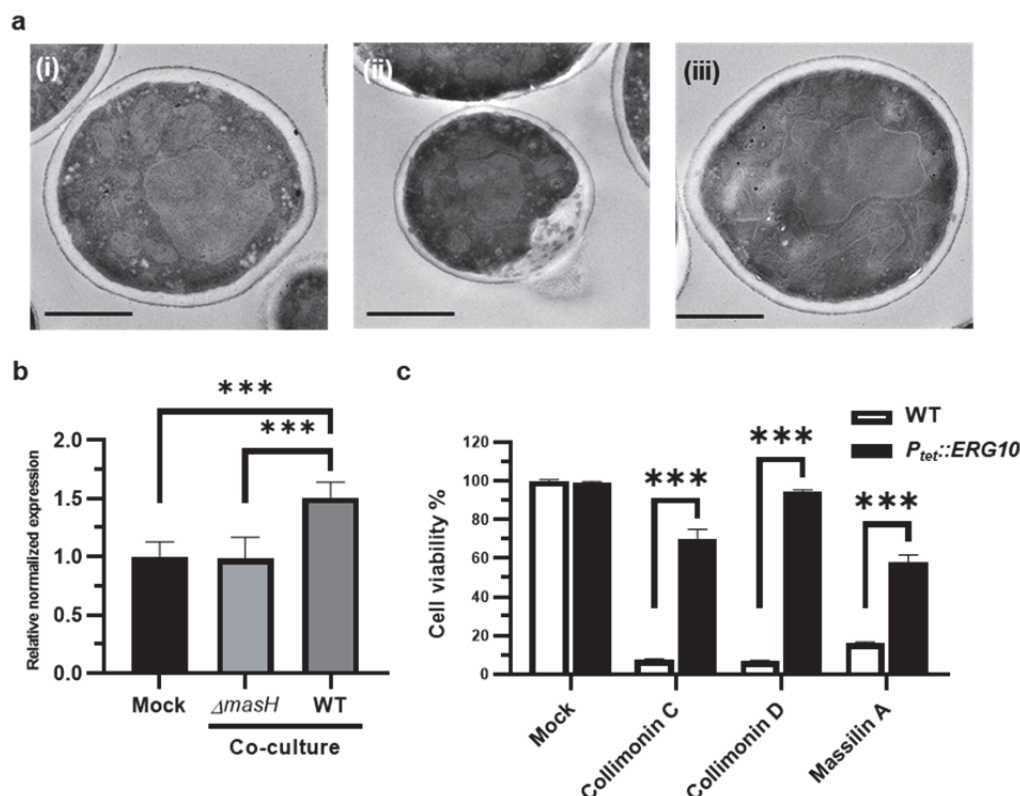 a
(i)
(ii)
(iii)
b
c
***
***
2.0
1.5
1.0
0.5
0.0
Relative normalized expression
Mock
ΔmasH
WT
Co-culture
WT
Ptet::ERG10
***
***
***
120
100
80
60
40
20
0
Cell viability %
Mock
Collimonin C
Collimonin D
Massilin A